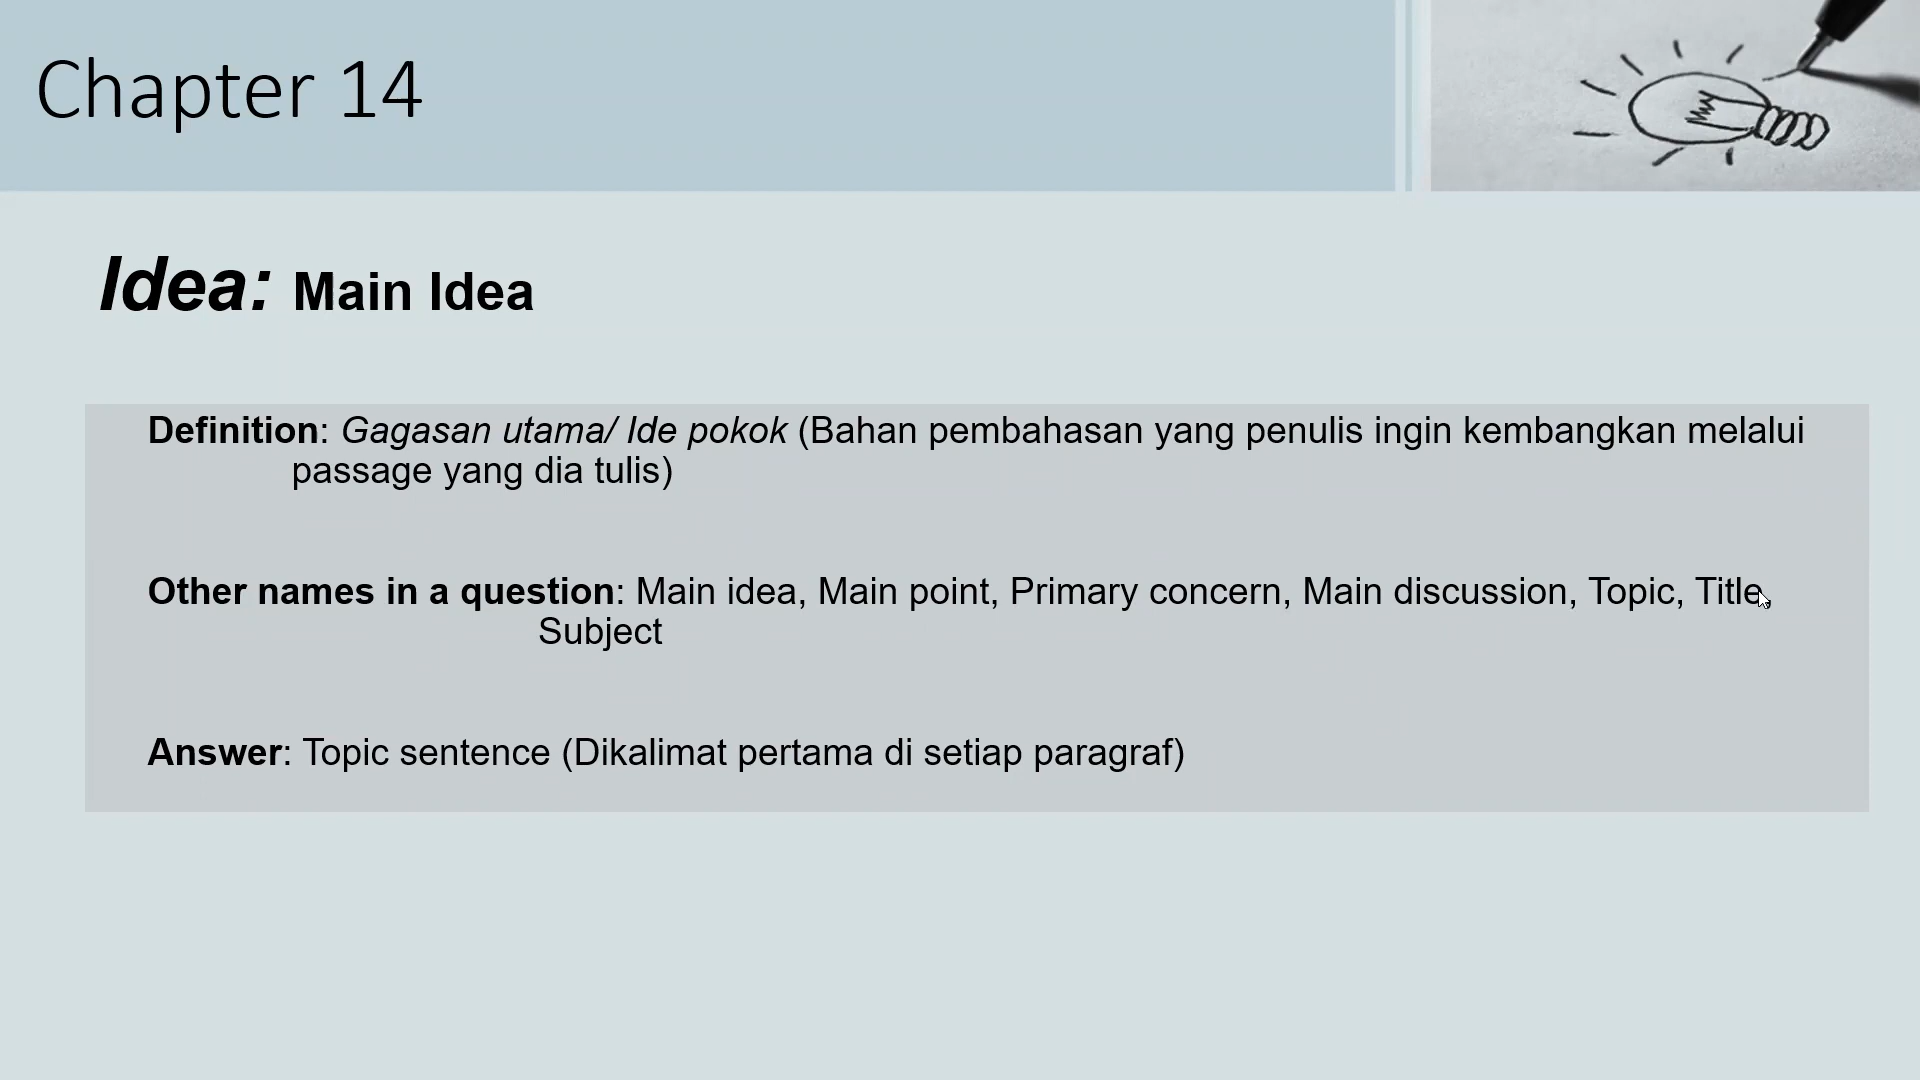 Chapter 14
Idea: Main Idea
Definition: Gagasan utama/ Ide pokok (Bahan pembahasan yang penulis ingin kembangkan melalui
passage yang dia tulis)
Other names in a question: Main idea, Main point, Primary concern, Main discussion, Topic, Title,
Subject
Answer: Topic sentence (Dikalimat pertama di setiap paragraf)